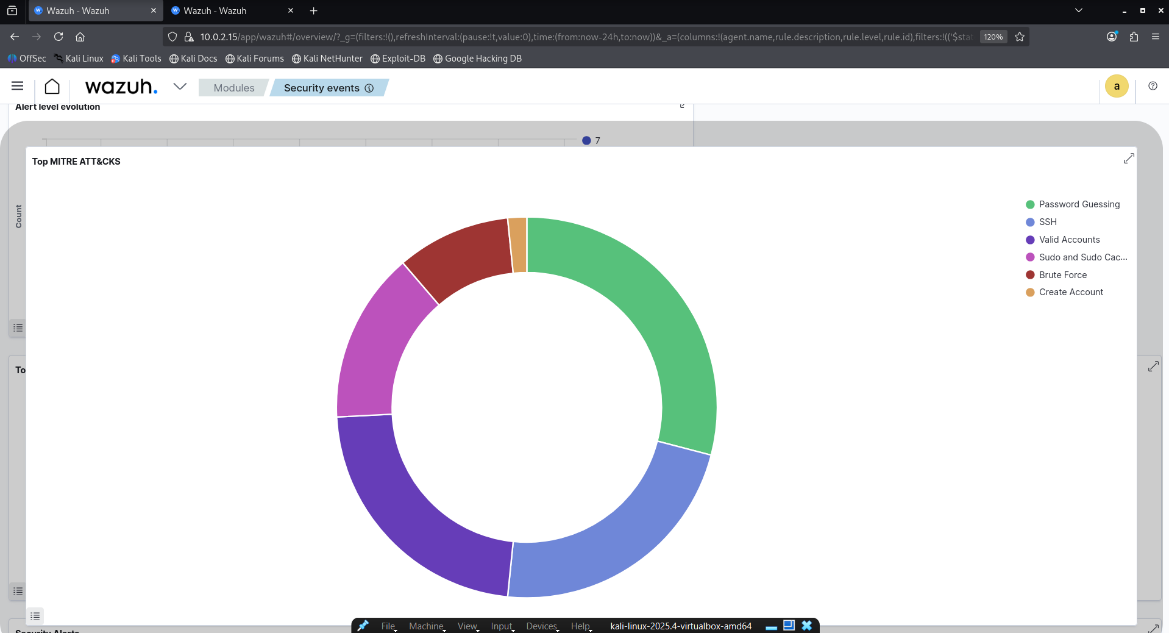 Wazuh - Wazuh
Wazuh - Wazuh
10.0.2.15/app/wazuh#/overview/?_g=(filters:!(),refreshInterval:(pause:!t,value:0),time:(from:now-24h,to:now))&_a=(columns:!(agent.name,rule.description,rule.level,rule.id),filters:!(('$sta
120%
OffSec Kali Linux Kali Tools Kali Docs Kali Forums Kali NetHunter Exploit-DB Google Hacking DB
wazuh. Modules Security events a
Alert level evolution
7
Top MITRE ATT&CKS
Count
Password Guessing
SSH
Valid Accounts
Sudo and Sudo Cac...
Brute Force
Create Account
To
Security Alerts
File Machine View Input Devices Help kali-linux-2025.4-virtualbox-amd64